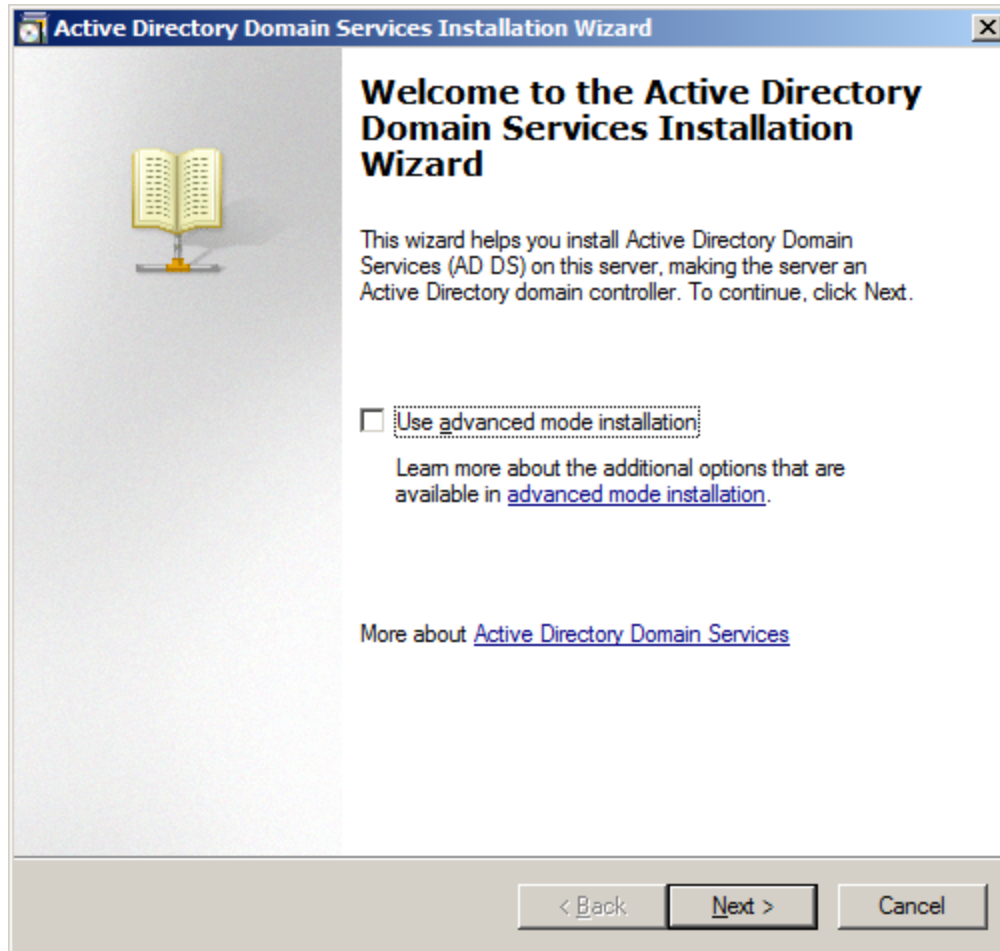 Active Directory Domain Services Installation Wizard
Welcome to the Active Directory
Domain Services Installation
Wizard
This wizard helps you install Active Directory Domain
Services (AD DS) on this server, making the server an
Active Directory domain controller. To continue, click Next.
Use advanced mode installation
Learn more about the additional options that are
available in advanced mode installation.
More about Active Directory Domain Services
< Back
Next >
Cancel